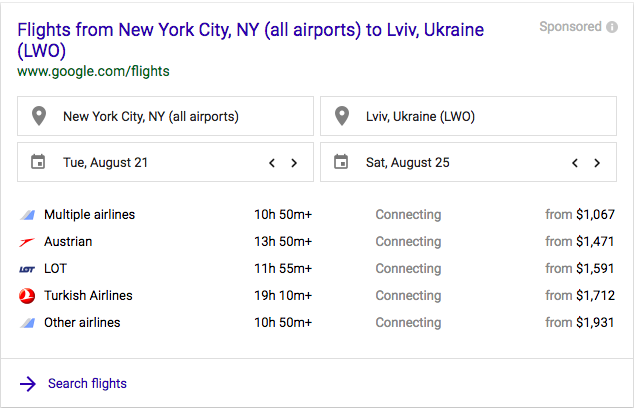 Flights from New York City, NY (all airports) to Lviv, Ukraine
(LWO)
Sponsored
www.google.com/flights
New York City, NY (all airports)
Lviv, Ukraine (LWO)
Tue, August 21
Sat, August 25
Multiple airlines 10h 50m+ Connecting from $1,067
Austrian 13h 50m+ Connecting from $1,471
LOT LOT 11h 55m+ Connecting from $1,591
Turkish Airlines 19h 10m+ Connecting from $1,712
Other airlines 10h 50m+ Connecting from $1,931
Search flights